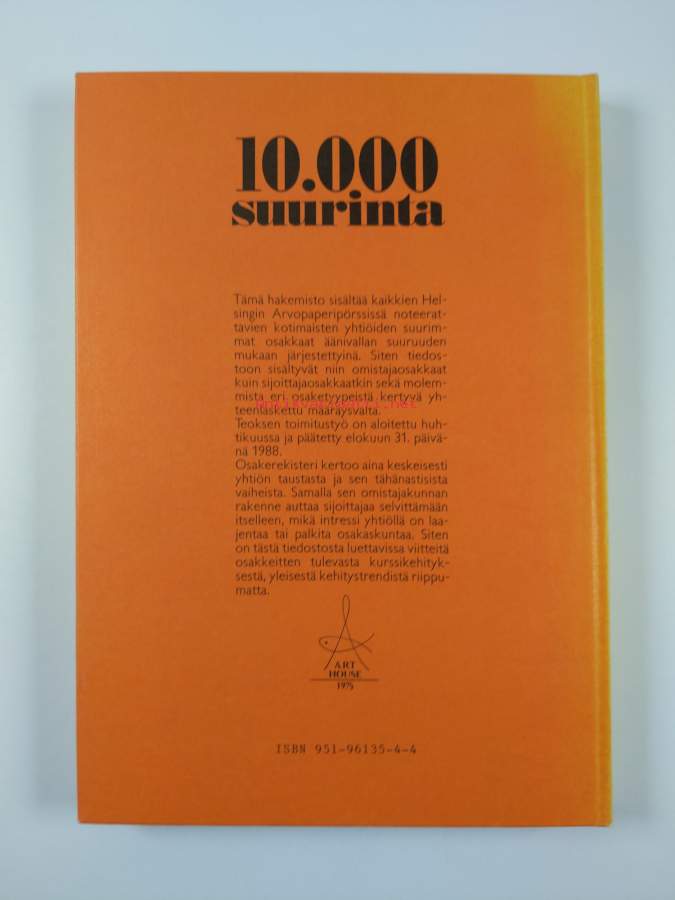 10.000
suurinta
Tämä hakemisto sisältää kaikkien Hel-
singin Arvopaperipörssissä noteerat-
tavien kotimaisten yhtiöiden suurim-
mat osakkaat äänivallan suuruuden
mukaan järjestettyinä. Siten tiedos-
toon sisältyvät niin omistajaosakkaat
kuin sijoittajaosakkaatkin sekä molem-
mista eri osaketyypeistä kertyvä yh-
teenlaskettu määräysvalta.
Teoksen toimitustyö on aloitettu huh-
tikuussa ja päätetty elokuun 31. päivä-
nä 1988.
Osakerekisteri kertoo aina keskeisesti
yhtiön taustasta ja sen tähänastisista
vaiheista. Samalla sen omistajakunnan
rakenne auttaa sijoittajaa selvittämään
itselleen, mikä intressi yhtiöllä on laa-
jentaa tai palkita osakaskuntaa. Siten
on tästä tiedostosta luettavissa viitteitä
osakkeitten tulevasta kurssikehityk-
sestä, yleisestä kehitystrendistä riippu-
matta.
ART
HOUSE
1975
ISBN 951-96135-4-4